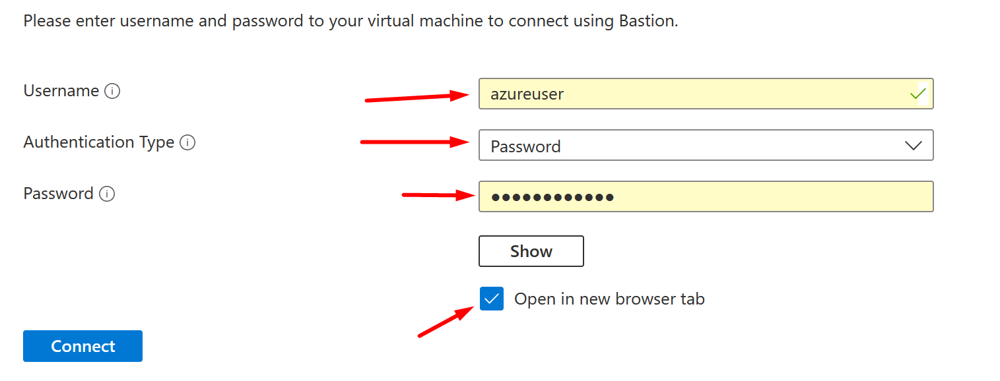 Please enter username and password to your virtual machine to connect using Bastion.
Username
azureuser
Authentication Type
Password
Password
●●●●●●●●●●●●
Show
Open in new browser tab
Connect